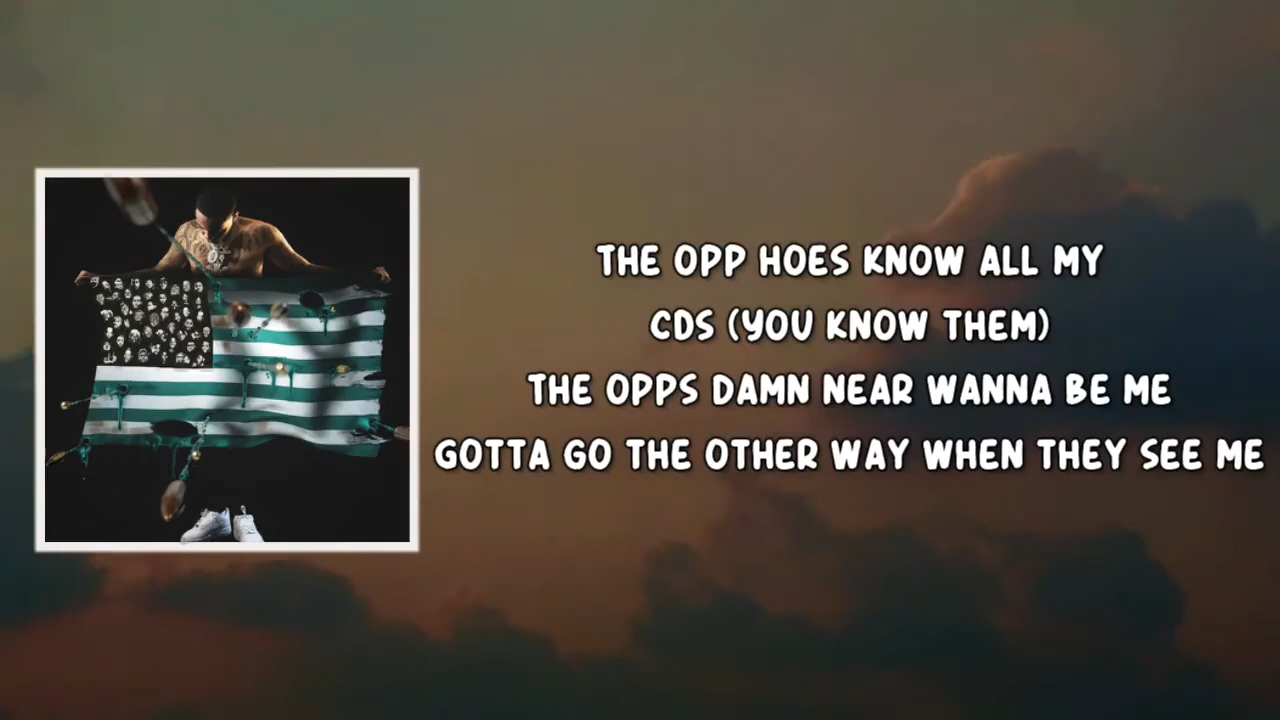 THE OPP HOES KNOW ALL MY
CDS (YOU KNOW THEM)
THE OPPS DAMN NEAR WANNA BE ME
GOTTA GO THE OTHER WAY WHEN THEY SEE ME